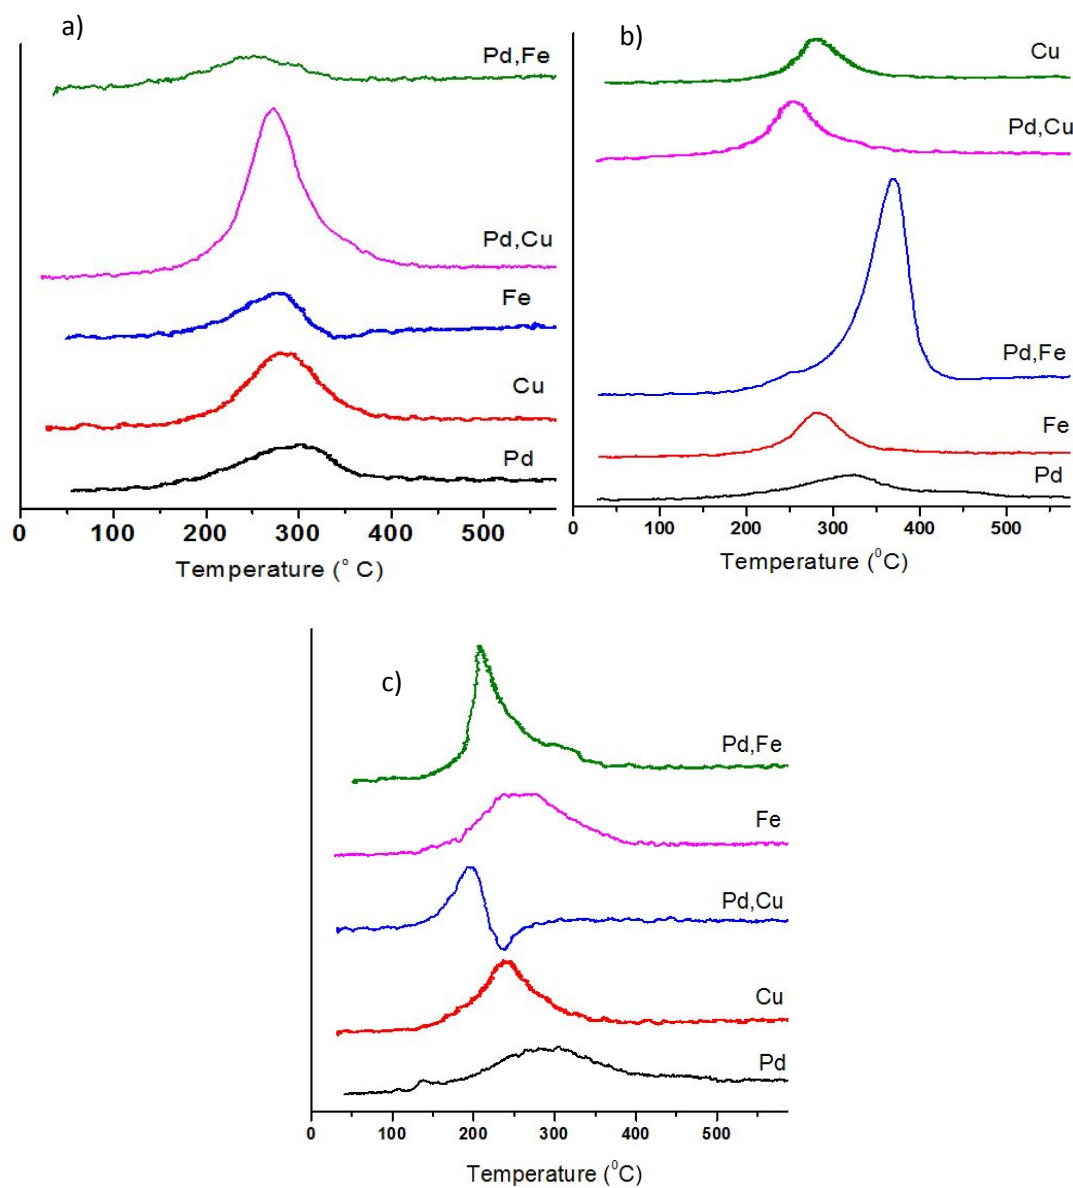 a)
Pd,Fe
Pd,Cu
Fe
Cu
Pd
0 100 200 300 400 500
Temperature (° C)
b)
Cu
Pd,Cu
Pd,Fe
Fe
Pd
0 100 200 300 400 500
Temperature (⁰C)
c)
Pd,Fe
Fe
Pd,Cu
Cu
Pd
0 100 200 300 400 500
Temperature (⁰C)